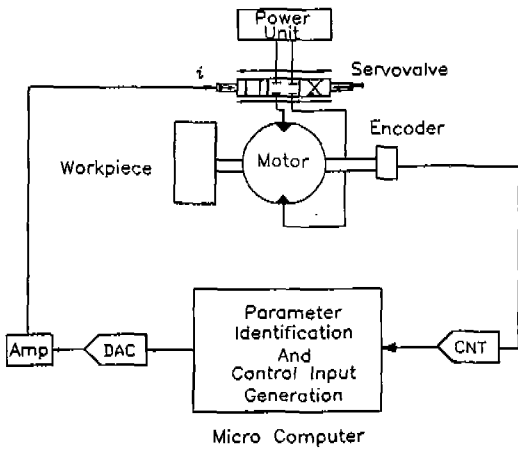 Power
Unit
i
Servovalve
Encoder
Motor
Workpiece
Parameter
Identification
And
Control Input
Generation
Amp
DAC
CNT
Micro Computer